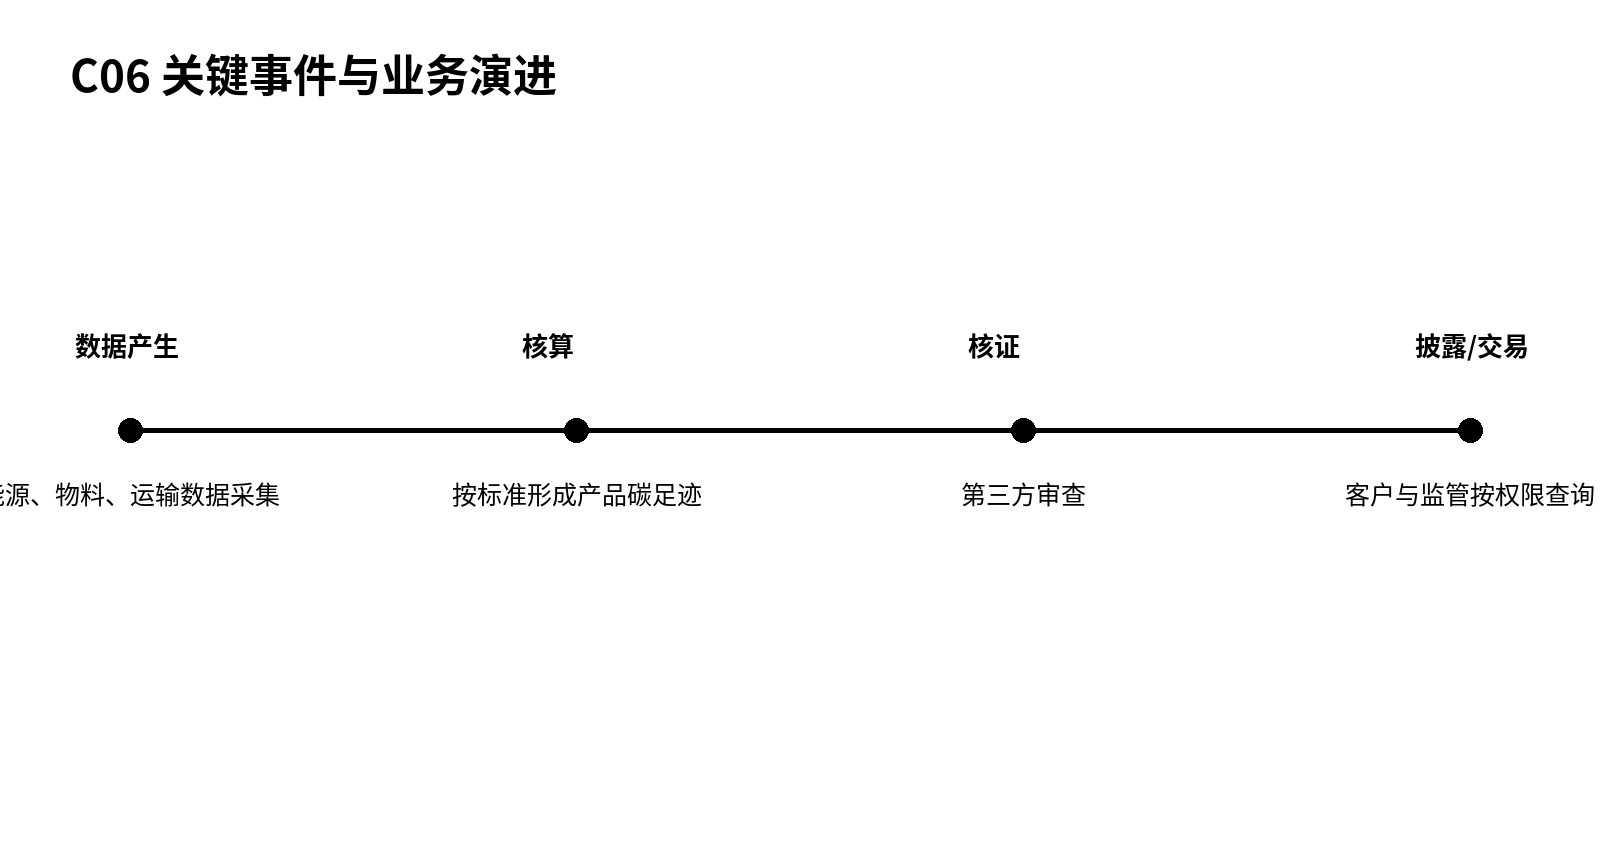 C06 关键事件与业务演进
数据产生
核算
核证
披露/交易
源、物料、运输数据采集
按标准形成产品碳足迹
第三方审查
客户与监管按权限查询